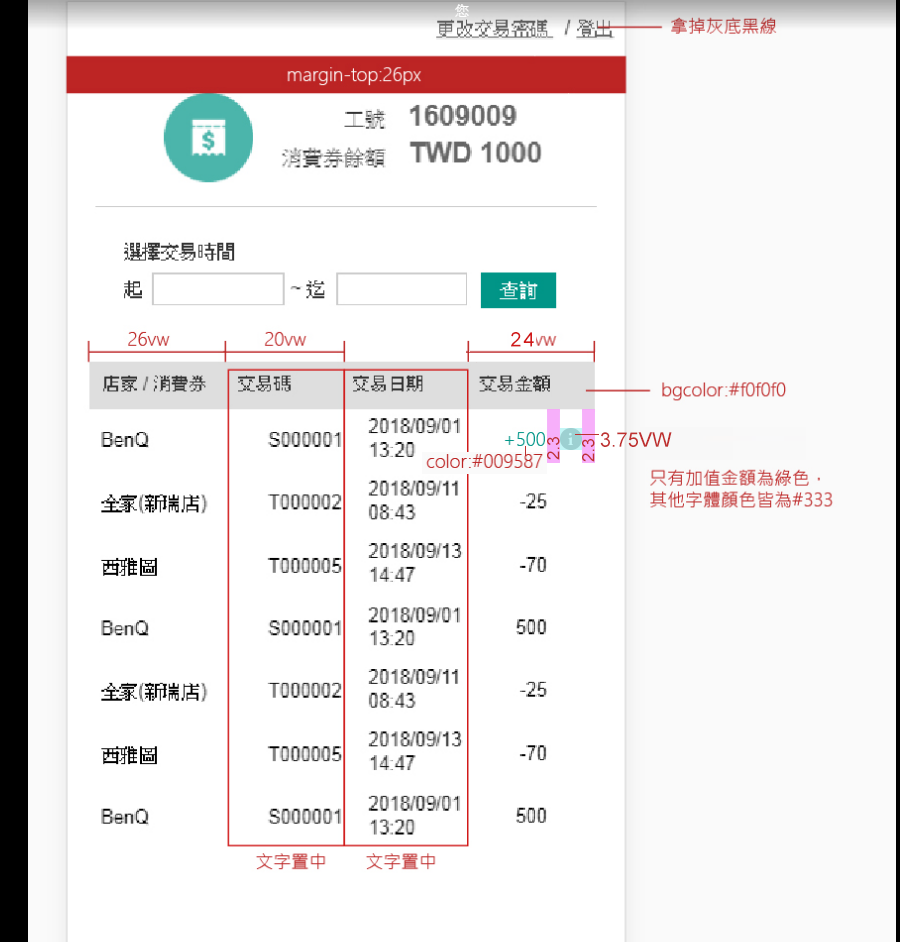 您
更改交易密碼 / 登出
拿掉灰底黑線
margin-top:26px
工號 1609009
消費券餘額 TWD 1000
選擇交易時間
起 ~ 迄 查詢
26vw 20vw 24vw
店家 / 消費券 交易碼 交易日期 交易金額
bgcolor:#f0f0f0
BenQ S000001 2018/09/01 13:20 +500 i
2.3 2.3 3.75VW
color:#009587
只有加值金額為綠色，
其他字體顏色皆為#333
全家(新瑞店) T000002 2018/09/11 08:43 -25
西雅圖 T000005 2018/09/13 14:47 -70
BenQ S000001 2018/09/01 13:20 500
全家(新瑞店) T000002 2018/09/11 08:43 -25
西雅圖 T000005 2018/09/13 14:47 -70
BenQ S000001 2018/09/01 13:20 500
文字置中 文字置中